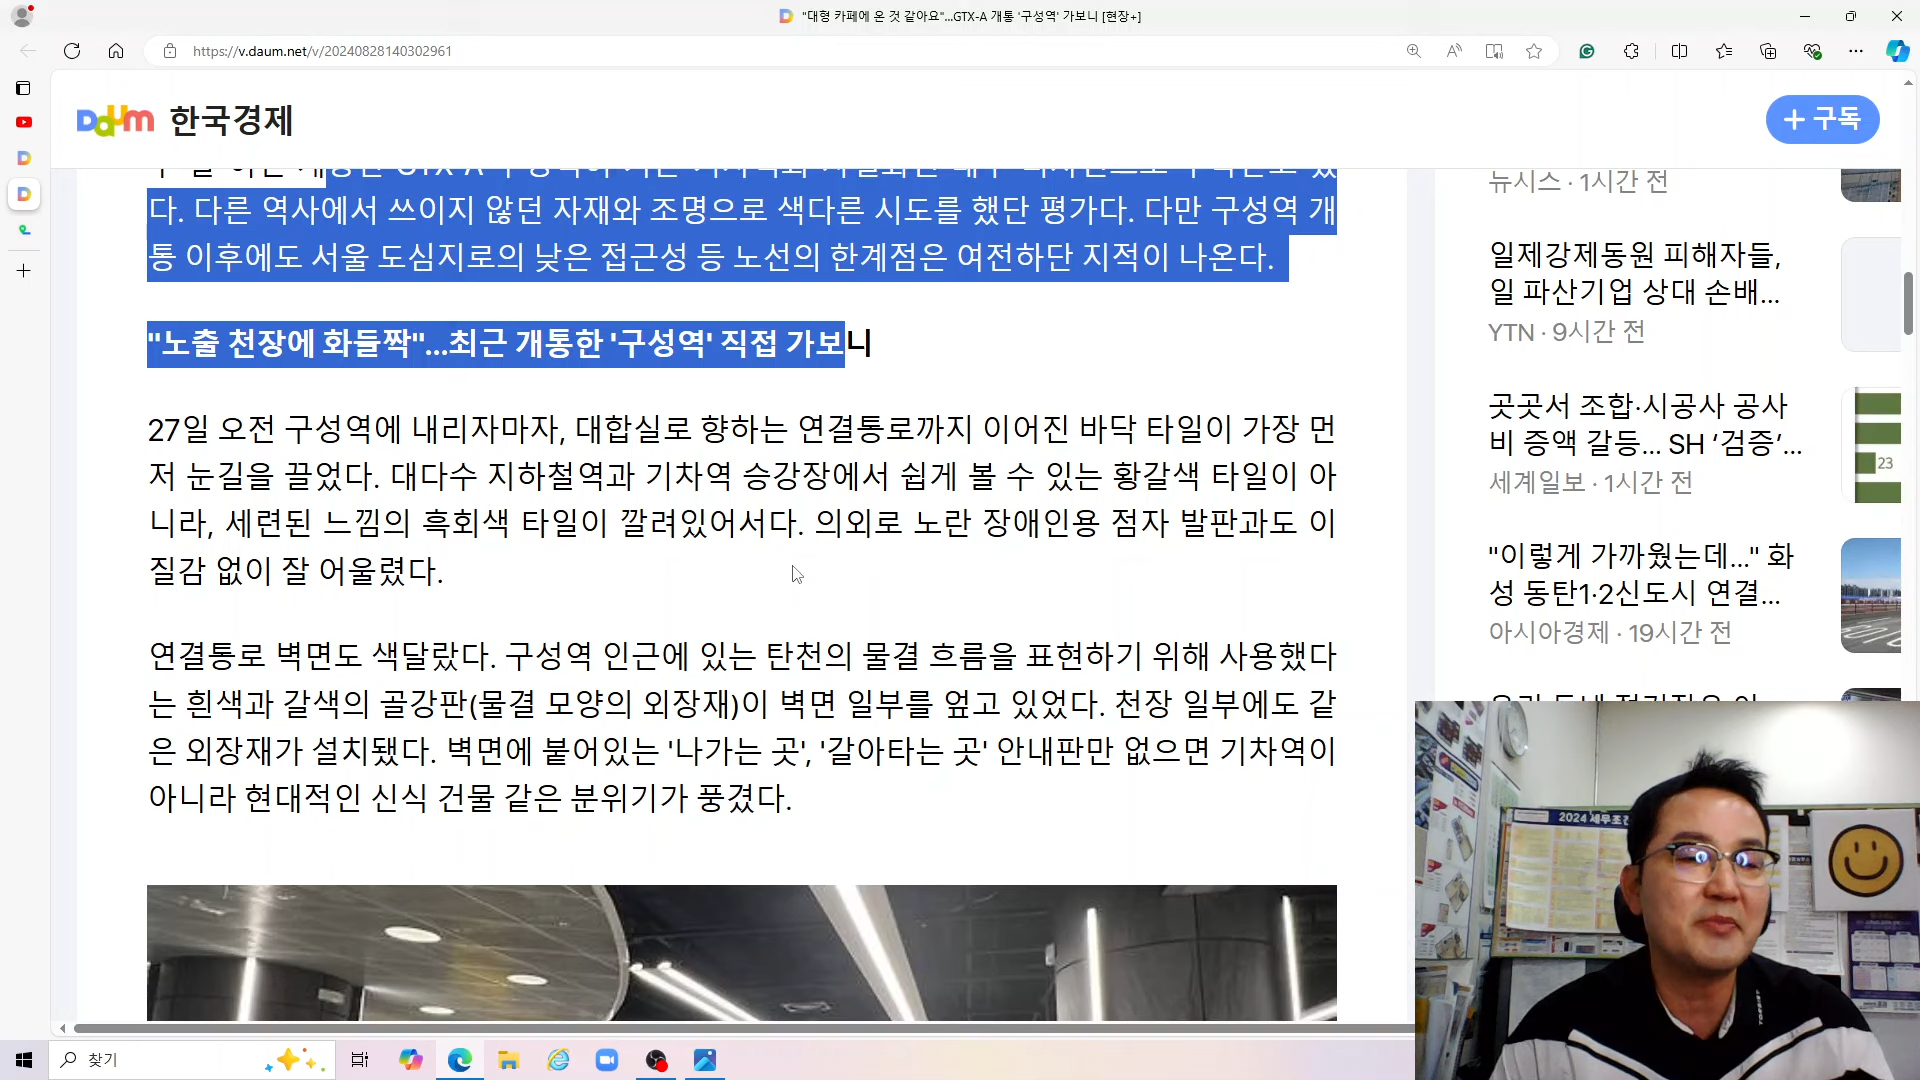 "대형 카페에 온 것 같아요"...GTX-A 개통 '구성역' 가보니 [현장+]
https://v.daum.net/v/20240828140302961
Daum 한국경제
+ 구독
다. 다른 역사에서 쓰이지 않던 자재와 조명으로 색다른 시도를 했단 평가다. 다만 구성역 개
통 이후에도 서울 도심지로의 낮은 접근성 등 노선의 한계점은 여전하단 지적이 나온다.
"노출 천장에 화들짝"...최근 개통한 '구성역' 직접 가보니
27일 오전 구성역에 내리자마자, 대합실로 향하는 연결통로까지 이어진 바닥 타일이 가장 먼
저 눈길을 끌었다. 대다수 지하철역과 기차역 승강장에서 쉽게 볼 수 있는 황갈색 타일이 아
니라, 세련된 느낌의 흑회색 타일이 깔려있어서다. 의외로 노란 장애인용 점자 발판과도 이
질감 없이 잘 어울렸다.
연결통로 벽면도 색달랐다. 구성역 인근에 있는 탄천의 물결 흐름을 표현하기 위해 사용했다
는 흰색과 갈색의 골강판(물결 모양의 외장재)이 벽면 일부를 엎고 있었다. 천장 일부에도 같
은 외장재가 설치됐다. 벽면에 붙어있는 '나가는 곳', '갈아타는 곳' 안내판만 없으면 기차역이
아니라 현대적인 신식 건물 같은 분위기가 풍겼다.
뉴시스 · 1시간 전
일제강제동원 피해자들,
일 파산기업 상대 손배...
YTN · 9시간 전
곳곳서 조합·시공사 공사
비 증액 갈등... SH ‘검증’...
세계일보 · 1시간 전
23
"이렇게 가까웠는데..." 화
성 동탄1·2신도시 연결...
아시아경제 · 19시간 전
2024 세무조
찾기